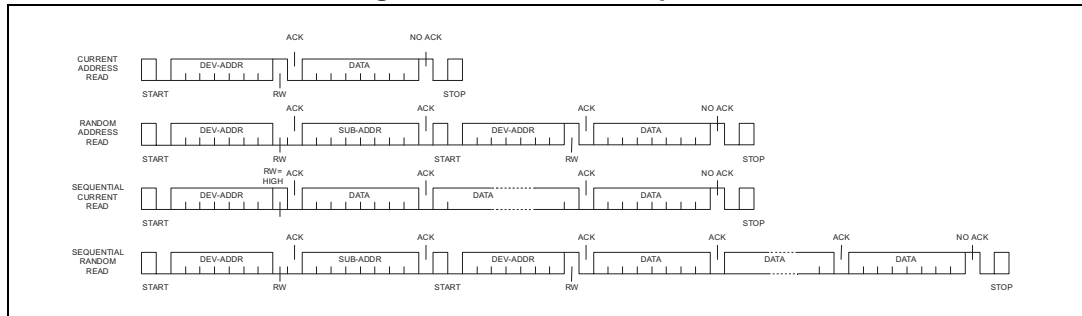 CURRENT
ADDRESS
READ
ACK
NO ACK
DEV-ADDR
DATA
START
RW
STOP
RANDOM
ADDRESS
READ
ACK
ACK
ACK
NO ACK
DEV-ADDR
SUB-ADDR
DEV-ADDR
DATA
START
RW
START
RW
STOP
SEQUENTIAL
CURRENT
READ
RW=
HIGH
ACK
ACK
ACK
NO ACK
DEV-ADDR
DATA
DATA
DATA
START
STOP
SEQUENTIAL
RANDOM
READ
ACK
ACK
ACK
ACK
ACK
NO ACK
DEV-ADDR
SUB-ADDR
DEV-ADDR
DATA
DATA
DATA
START
RW
START
RW
STOP